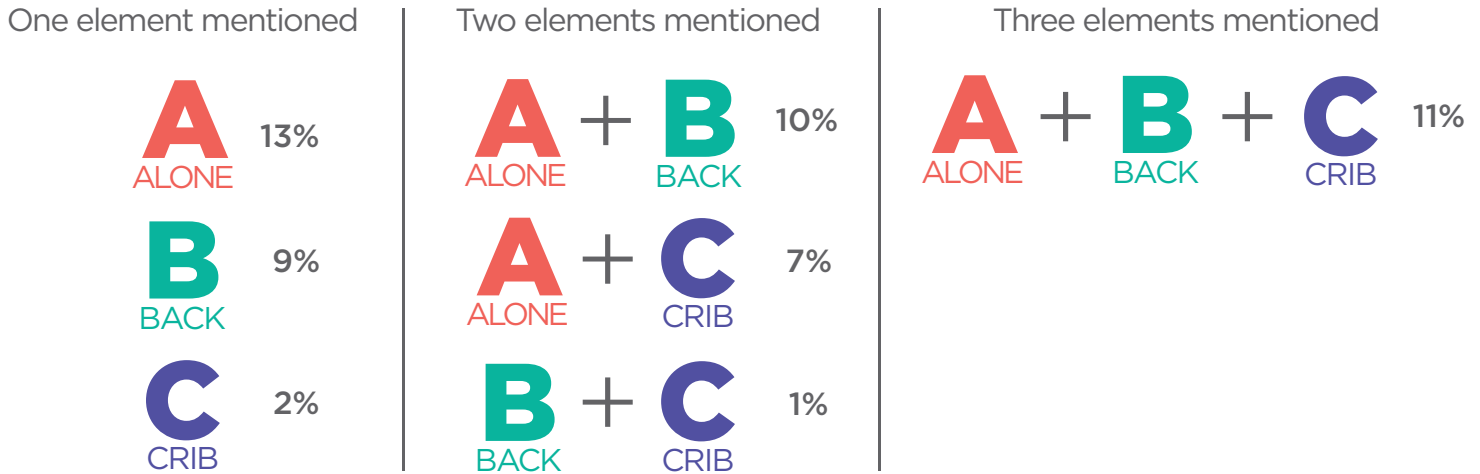 One element mentioned
A 13%
ALONE
B 9%
BACK
C 2%
CRIB
Two elements mentioned
A + B 10%
ALONE BACK
A + C 7%
ALONE CRIB
B + C 1%
BACK CRIB
Three elements mentioned
A + B + C 11%
ALONE BACK CRIB